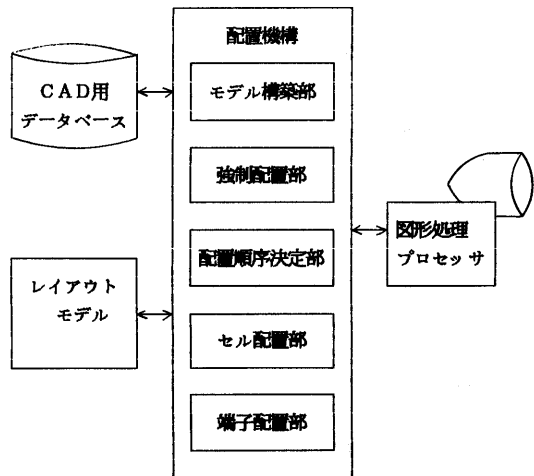 配置機構
CAD用
データベース
モデル構築部
強制配置部
配置順序決定部
図形処理
プロセッサ
レイアウト
モデル
セル配置部
端子配置部